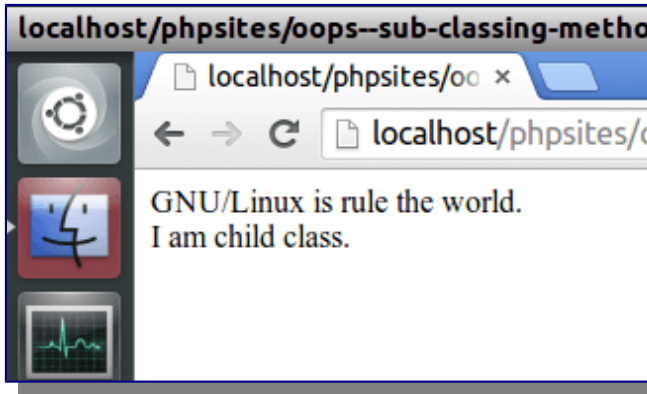 localhost/phpsites/oops--sub-classing-metho
localhost/phpsites/oo
localhost/phpsites/
GNU/Linux is rule the world.
I am child class.